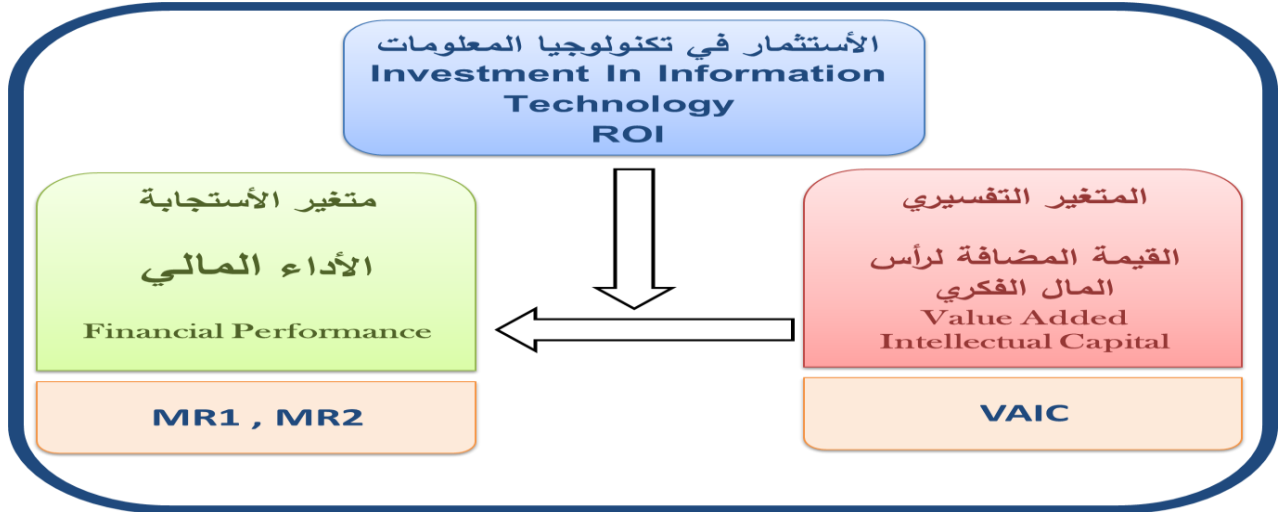 الأستثمار في تكنولوجيا المعلومات
Investment In Information
Technology
ROI
المتغير التفسيري
القيمة المضافة لرأس
المال الفكري
Value Added
Intellectual Capital
VAIC
متغير الأستجابة
الأداء المالي
Financial Performance
MR1 , MR2